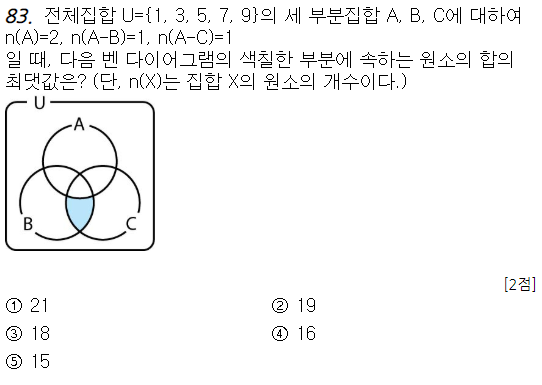 83. 전체집합 U={1, 3, 5, 7, 9}의 세 부분집합 A, B, C에 대하여
n(A)=2, n(A-B)=1, n(A-C)=1
일 때, 다음 벤 다이어그램의 색칠한 부분에 속하는 원소의 합의
최댓값은? (단, n(X)는 집합 X의 원소의 개수이다.)
U
A
B C
[2점]
① 21 ② 19
③ 18 ④ 16
⑤ 15